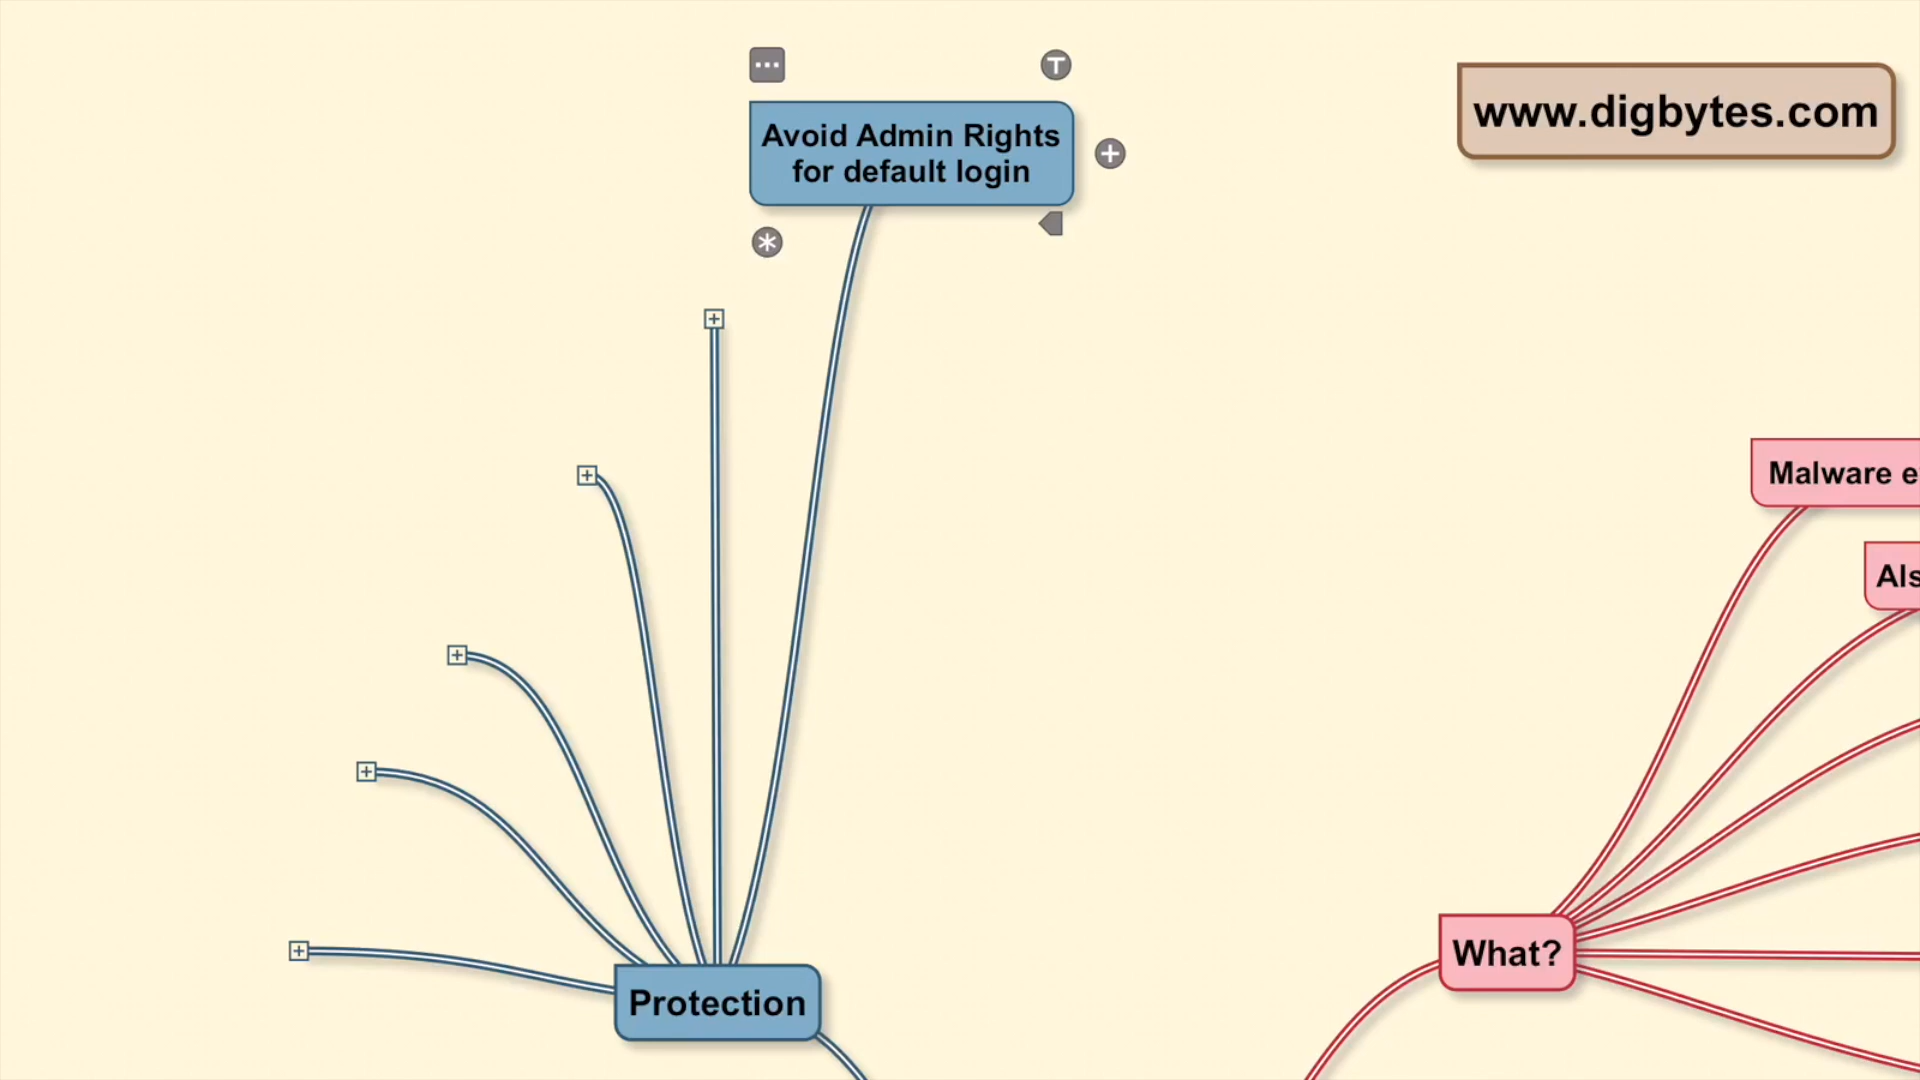 Avoid Admin Rights
for default login
www.digbytes.com
Malware
What?
Protection